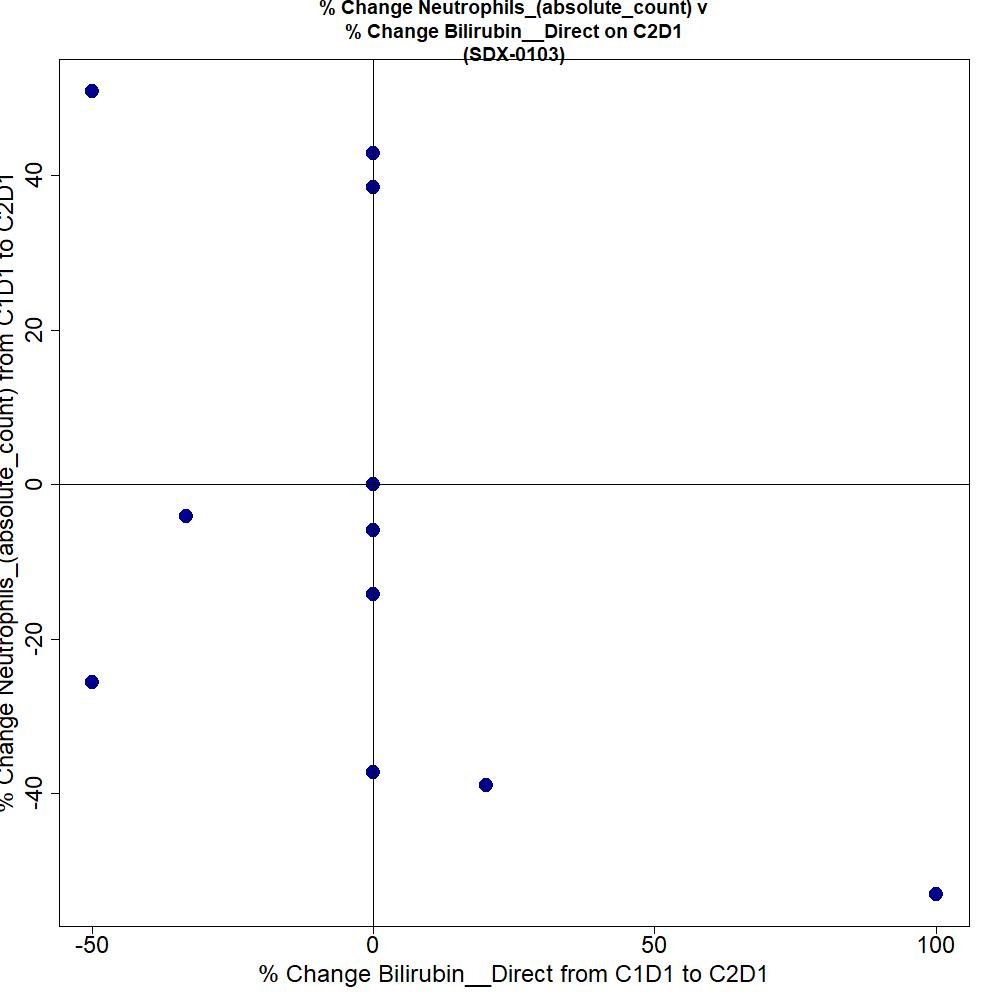 % Change Neutrophils_(absolute_count) v
% Change Bilirubin__Direct on C2D1
(SDX-0103)
% Change Neutrophils_(absolute_count) from C1D1 to C2D1
40
20
0
-20
-40
-50
0
50
100
% Change Bilirubin__Direct from C1D1 to C2D1